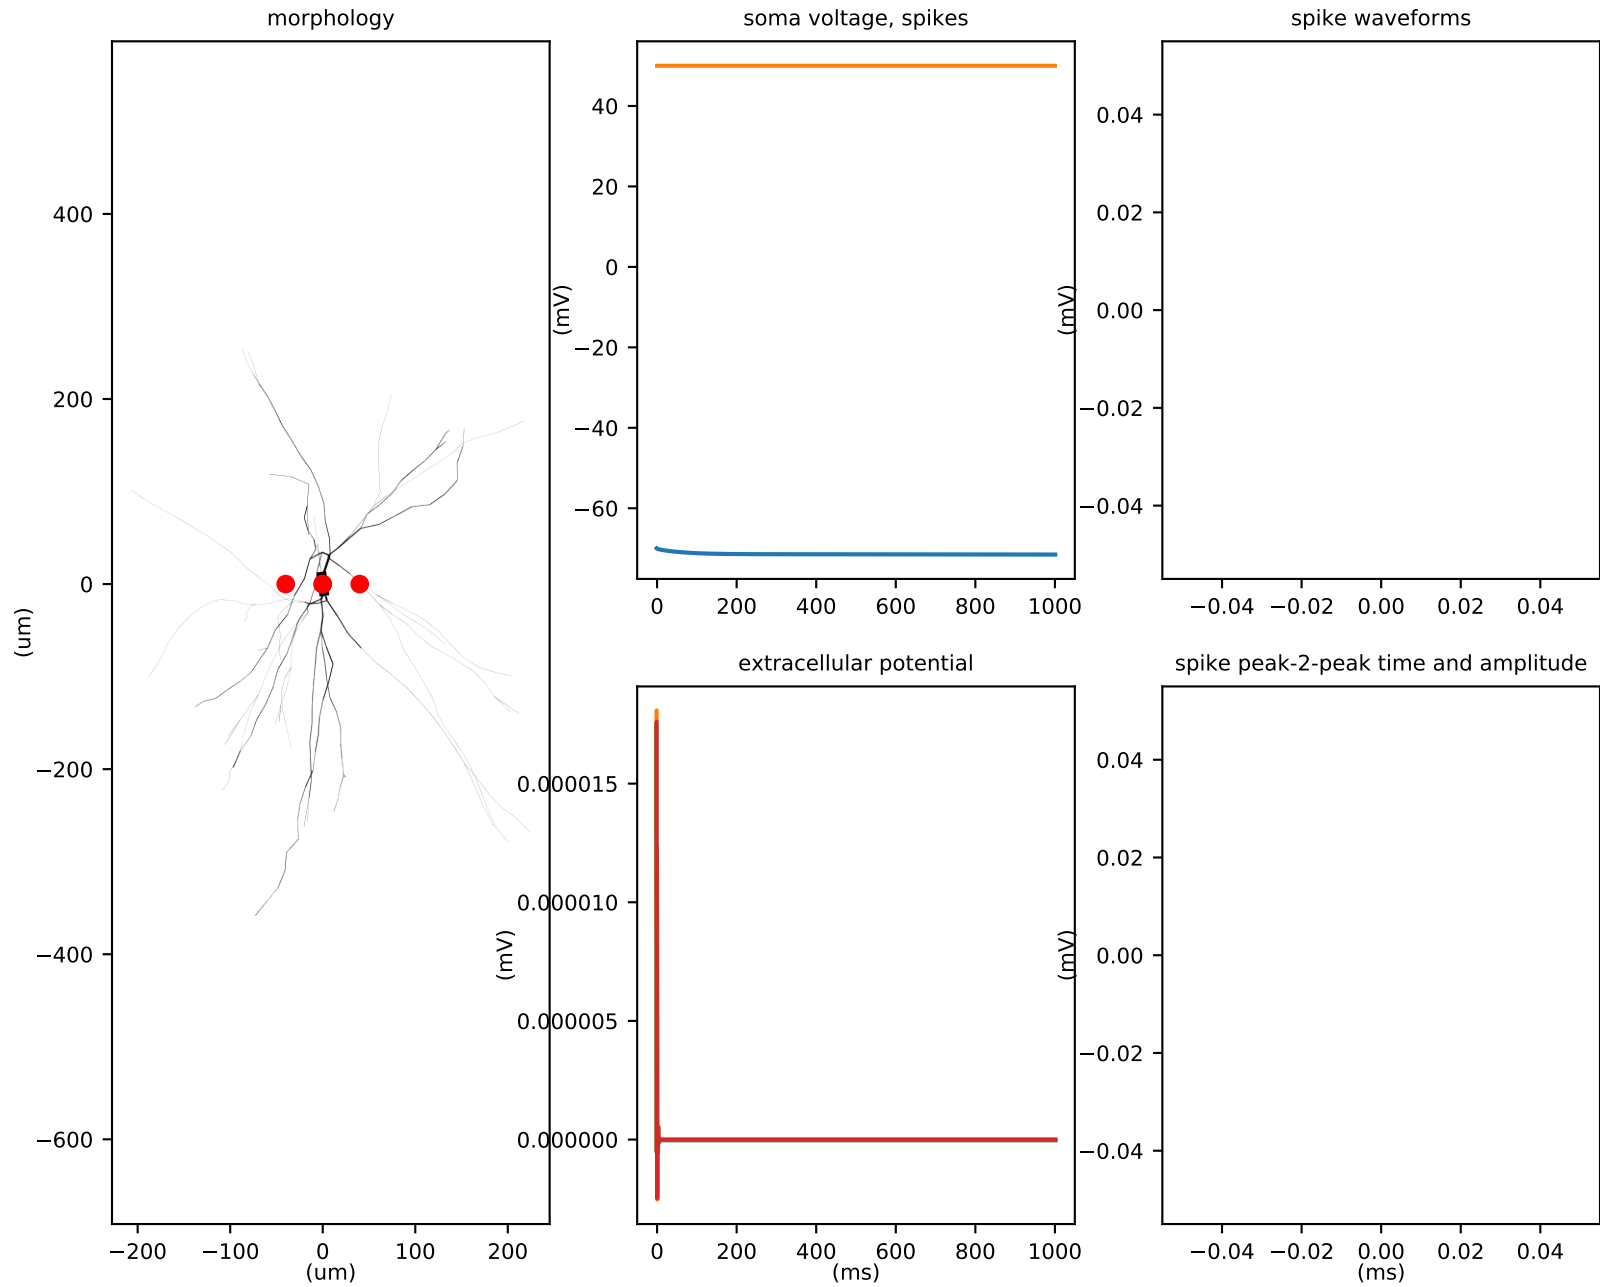 morphology
400
200
0
−200
−400
−600
(um)
−200 −100 0 100 200
(um)
soma voltage, spikes
40
20
0
−20
−40
−60
(mV)
0 200 400 600 800 1000
spike waveforms
0.04
0.02
0.00
−0.02
−0.04
(mV)
−0.04 −0.02 0.00 0.02 0.04
extracellular potential
0.000015
0.000010
0.000005
0.000000
(mV)
0 200 400 600 800 1000
(ms)
spike peak-2-peak time and amplitude
0.04
0.02
0.00
−0.02
−0.04
(mV)
−0.04 −0.02 0.00 0.02 0.04
(ms)